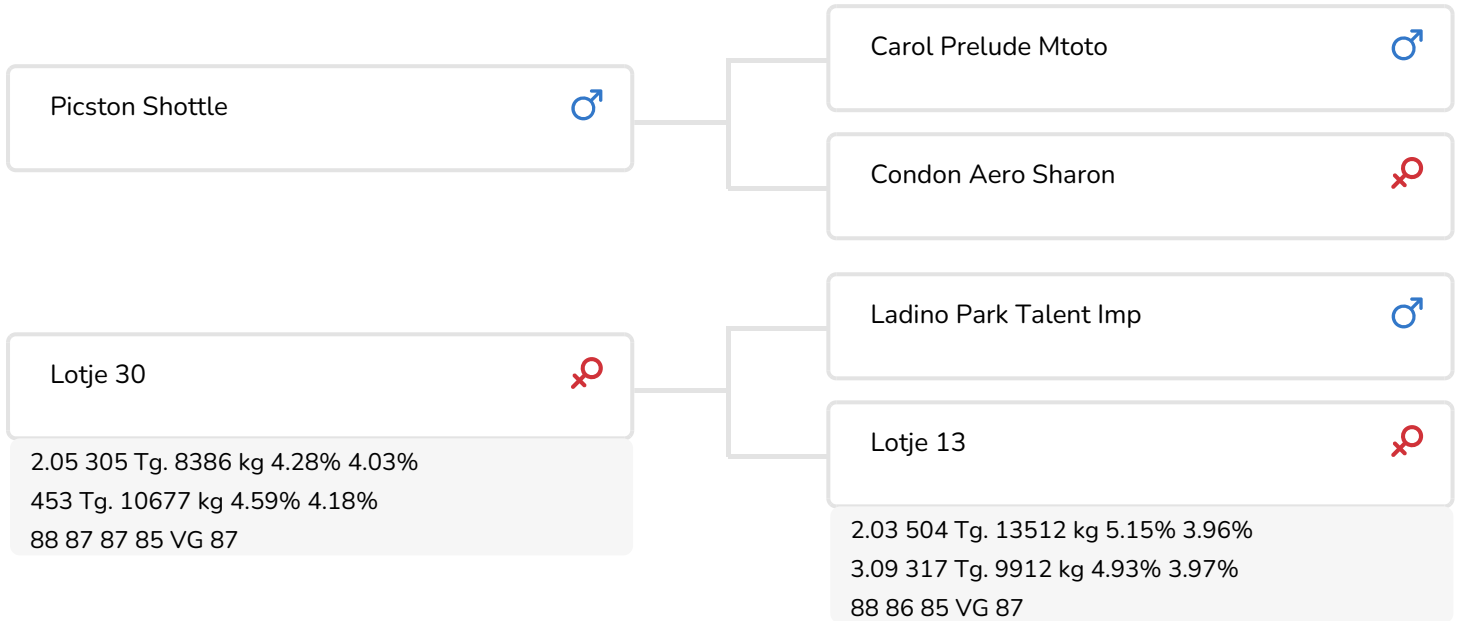 Picston Shottle
Carol Prelude Mtoto
Condon Aero Sharon
Lotje 30
2.05 305 Tg. 8386 kg 4.28% 4.03%
453 Tg. 10677 kg 4.59% 4.18%
88 87 87 85 VG 87
Ladino Park Talent Imp
Lotje 13
2.03 504 Tg. 13512 kg 5.15% 3.96%
3.09 317 Tg. 9912 kg 4.93% 3.97%
88 86 85 VG 87